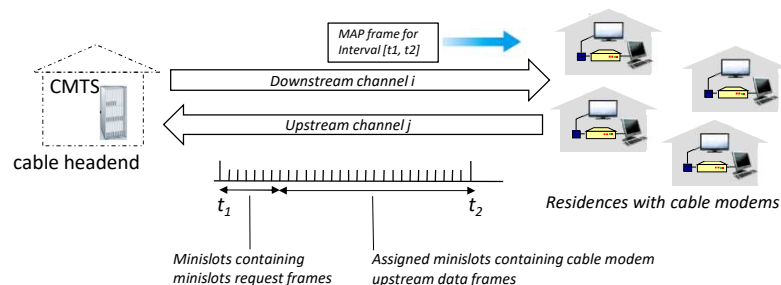 MAP frame for
Interval [t1, t2]
CMTS
Downstream channel i
Upstream channel j
cable headend
t1
t2
Residences with cable modems
Minislots containing
minislots request frames
Assigned minislots containing cable modem
upstream data frames